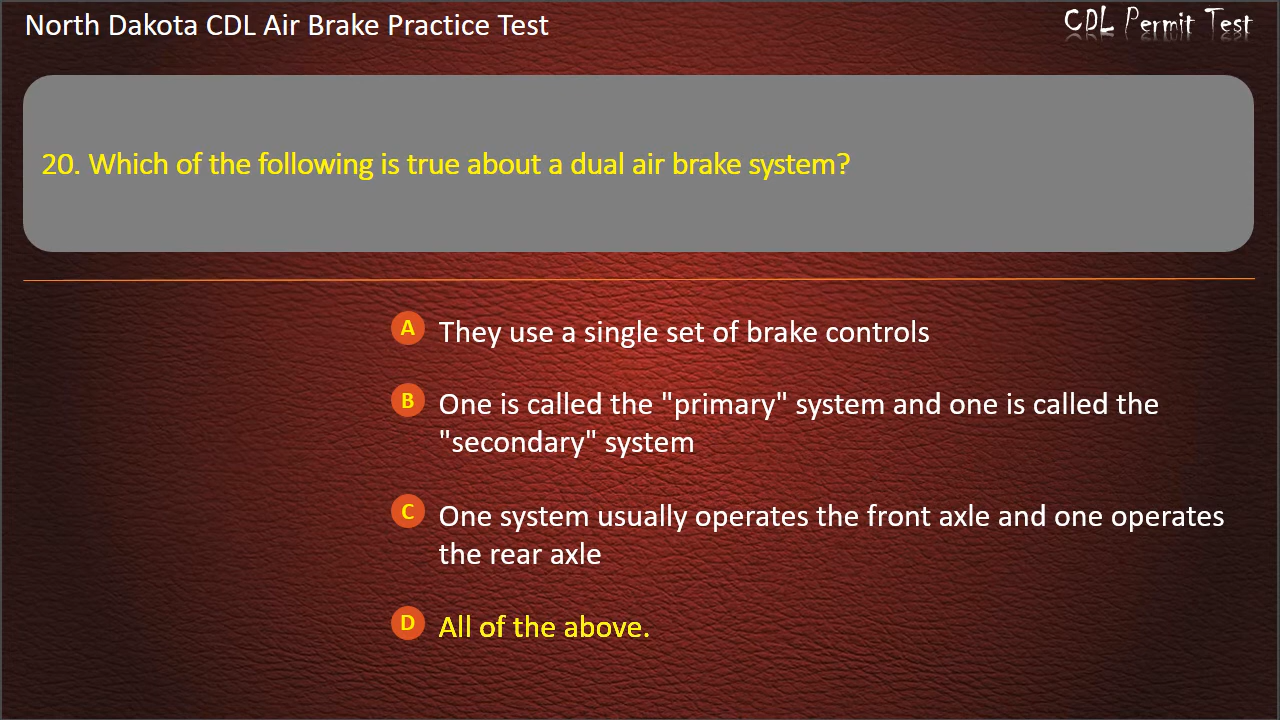 North Dakota CDL Air Brake Practice Test
CDL Permit Test
20. Which of the following is true about a dual air brake system?
A They use a single set of brake controls
B One is called the "primary" system and one is called the
"secondary" system
C One system usually operates the front axle and one operates
the rear axle
D All of the above.